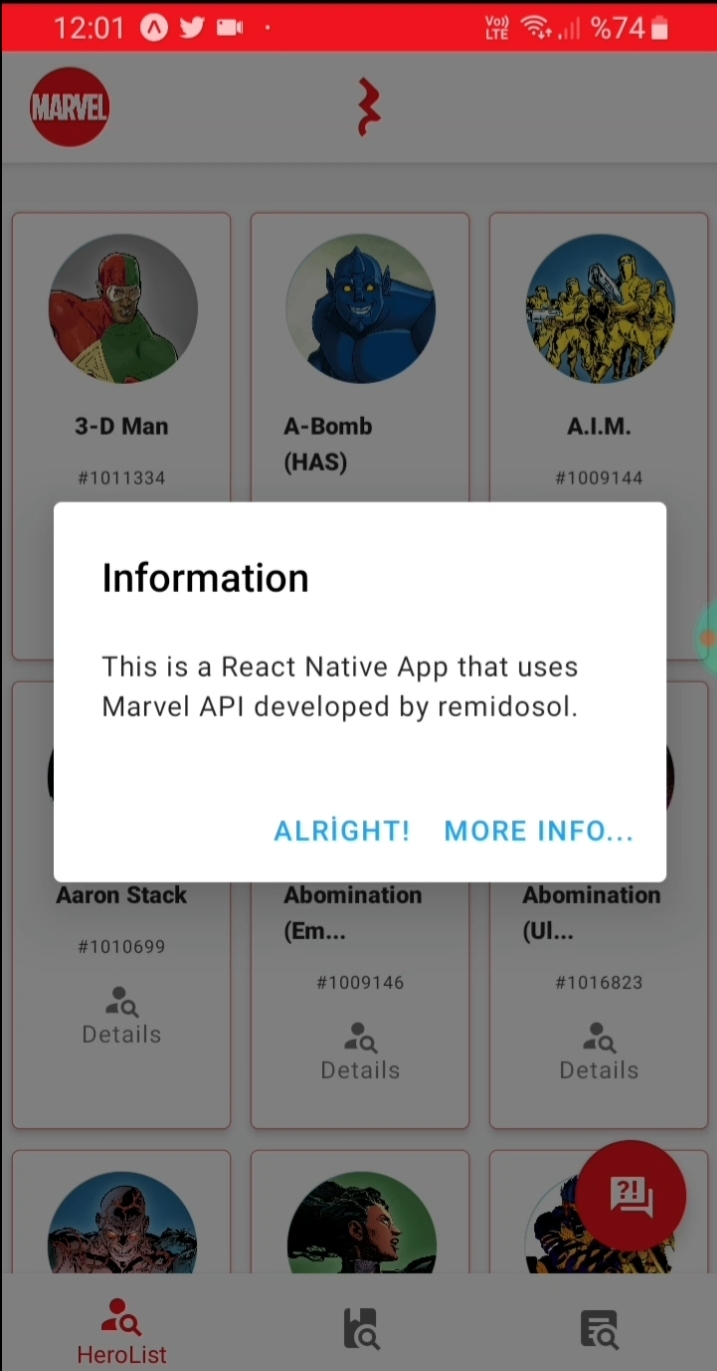 12:01
Vo)) LTE %74
MARVEL
3-D Man
A-Bomb
(HAS)
A.I.M.
#1011334
#1009144
Information
This is a React Native App that uses
Marvel API developed by remidosol.
ALRİGHT! MORE INFO...
Aaron Stack
#1010699
Details
Abomination
(Em...
#1009146
Details
Abomination
(Ul...
#1016823
Details
?!
HeroList